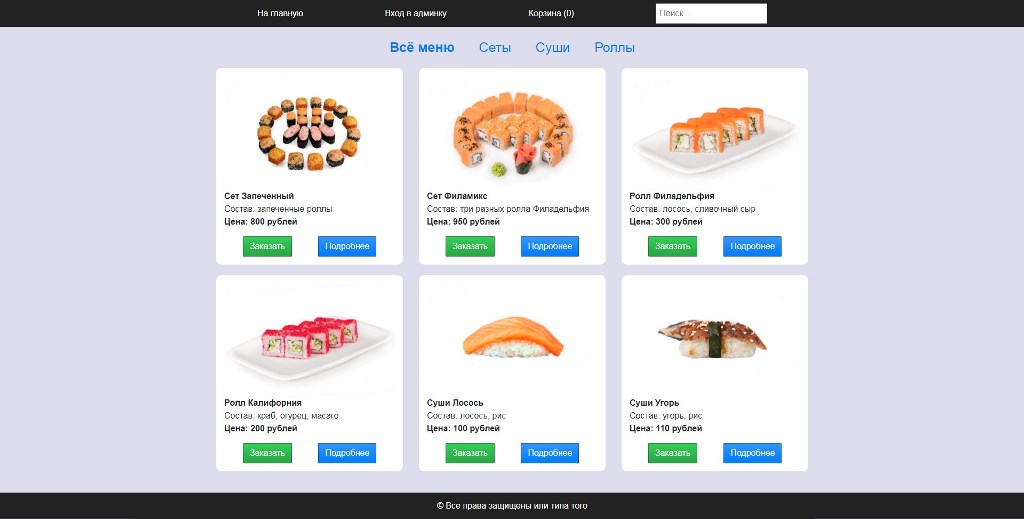 На главную Вход в админку Корзина (0) Поиск
Всё меню Сеты Суши Роллы
Сет Запеченный
Состав: запеченные роллы
Цена: 800 рублей
Заказать Подробнее
Сет Филамикс
Состав: три разных ролла Филадельфия
Цена: 950 рублей
Заказать Подробнее
Ролл Филадельфия
Состав: лосось, сливочный сыр
Цена: 300 рублей
Заказать Подробнее
Ролл Калифорния
Состав: краб, огурец, масаго
Цена: 200 рублей
Заказать Подробнее
Суши Лосось
Состав: лосось, рис
Цена: 100 рублей
Заказать Подробнее
Суши Угорь
Состав: угорь, рис
Цена: 110 рублей
Заказать Подробнее
© Все права защищены или типа того